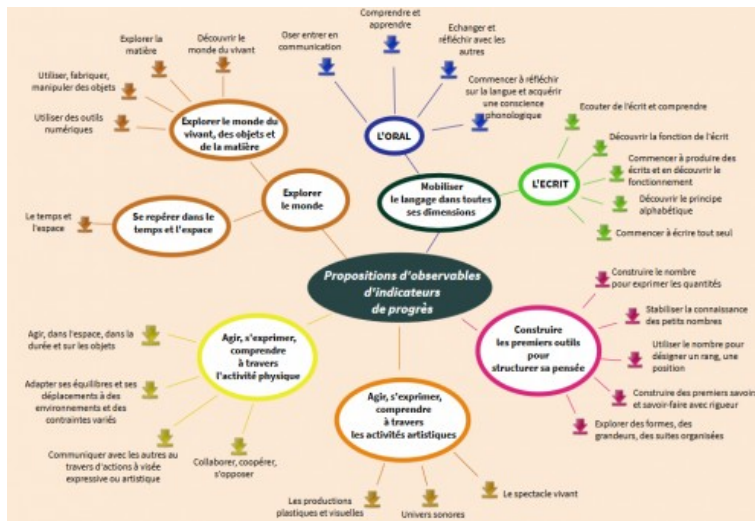 Propositions d'observables
d'indicateurs
de progrès
Explorer
le monde
Explorer le monde du
vivant, des objets et
de la matière
Découvrir le
monde du vivant
Explorer la
matière
Utiliser, fabriquer,
manipuler des objets
Utiliser des outils
numériques
Se repérer dans le
temps et l'espace
Le temps et
l'espace
Mobiliser
le langage dans toutes
ses dimensions
L'ORAL
Oser entrer en
communication
Comprendre et
apprendre
Echanger et
réfléchir avec les
autres
Commencer à réfléchir
sur la langue et acquérir
une conscience
phonologique
L'ECRIT
Ecouter de l'écrit et comprendre
Découvrir la fonction de l'écrit
Commencer à produire des
écrits et en découvrir le
fonctionnement
Découvrir le principe
alphabétique
Commencer à écrire tout seul
Construire
les premiers outils
pour
structurer sa pensée
Construire le nombre
pour exprimer les quantités
Stabiliser la connaissance
des petits nombres
Utiliser le nombre pour
désigner un rang, une
position
Construire des premiers savoirs
et savoir-faire avec rigueur
Explorer des formes, des
grandeurs, des suites organisées
Agir, s'exprimer,
comprendre
à travers
les activités artistiques
Le spectacle vivant
Univers sonores
Les productions
plastiques et visuelles
Agir, s'exprimer,
comprendre
à travers
l'activité physique
Agir, dans l'espace, dans la
durée et sur les objets
Adapter ses équilibres et ses
déplacements à des
environnements et des
contraintes variés
Communiquer avec les autres au
travers d'actions à visée
expressive ou artistique
Collaborer, coopérer,
s'opposer